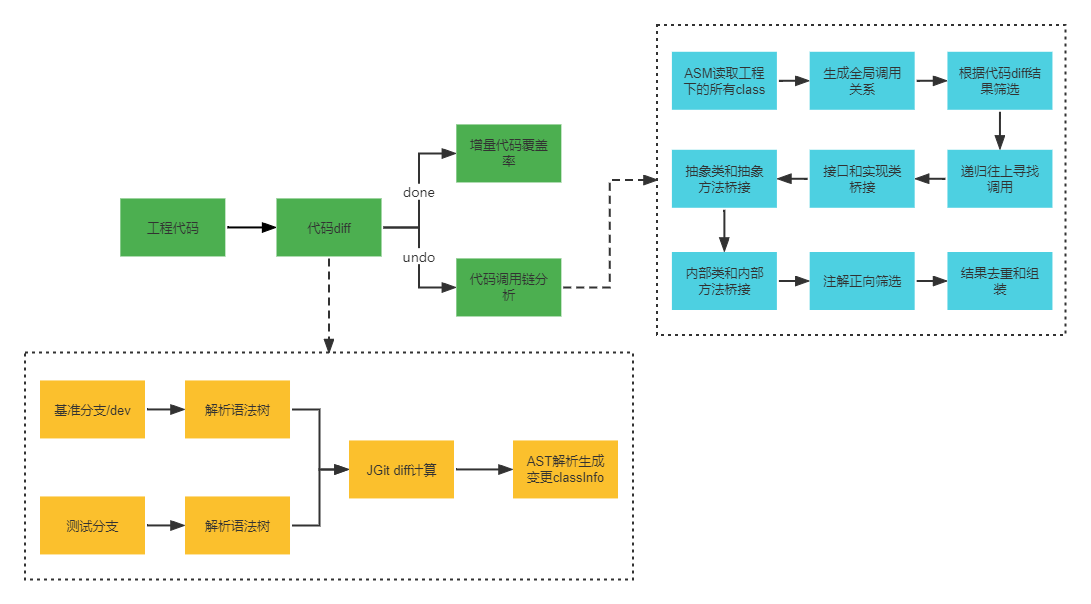 ASM读取工程
下的所有class
生成全局调用
关系
根据代码diff结
果筛选
增量代码覆盖
率
抽象类和抽象
方法桥接
接口和实现类
桥接
递归往上寻找
调用
done
工程代码
代码diff
undo
代码调用链分
析
内部类和内部
方法桥接
注解正向筛选
结果去重和组
装
基准分支/dev
解析语法树
JGit diff计算
AST解析生成
变更classInfo
测试分支
解析语法树